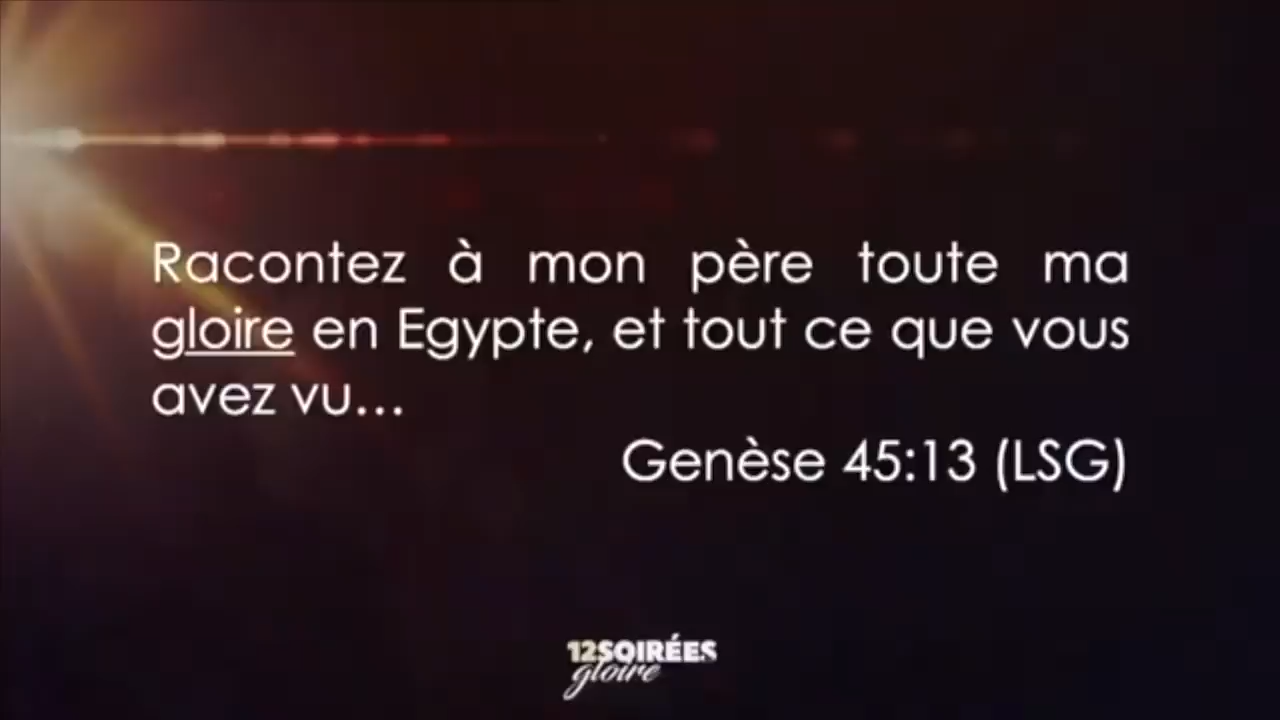 Racontez à mon père toute ma
gloire en Egypte, et tout ce que vous
avez vu...
Genèse 45:13 (LSG)
12SOIRÉES
gloire